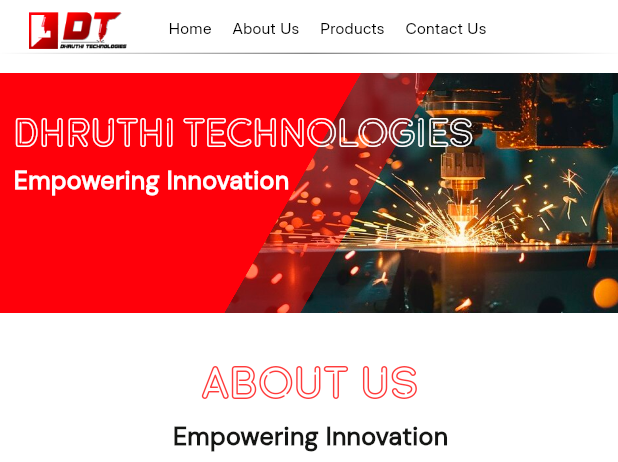 DT
DHRUTHI TECHNOLOGIES
Home About Us Products Contact Us
DHRUTHI TECHNOLOGIES
Empowering Innovation
ABOUT US
Empowering Innovation